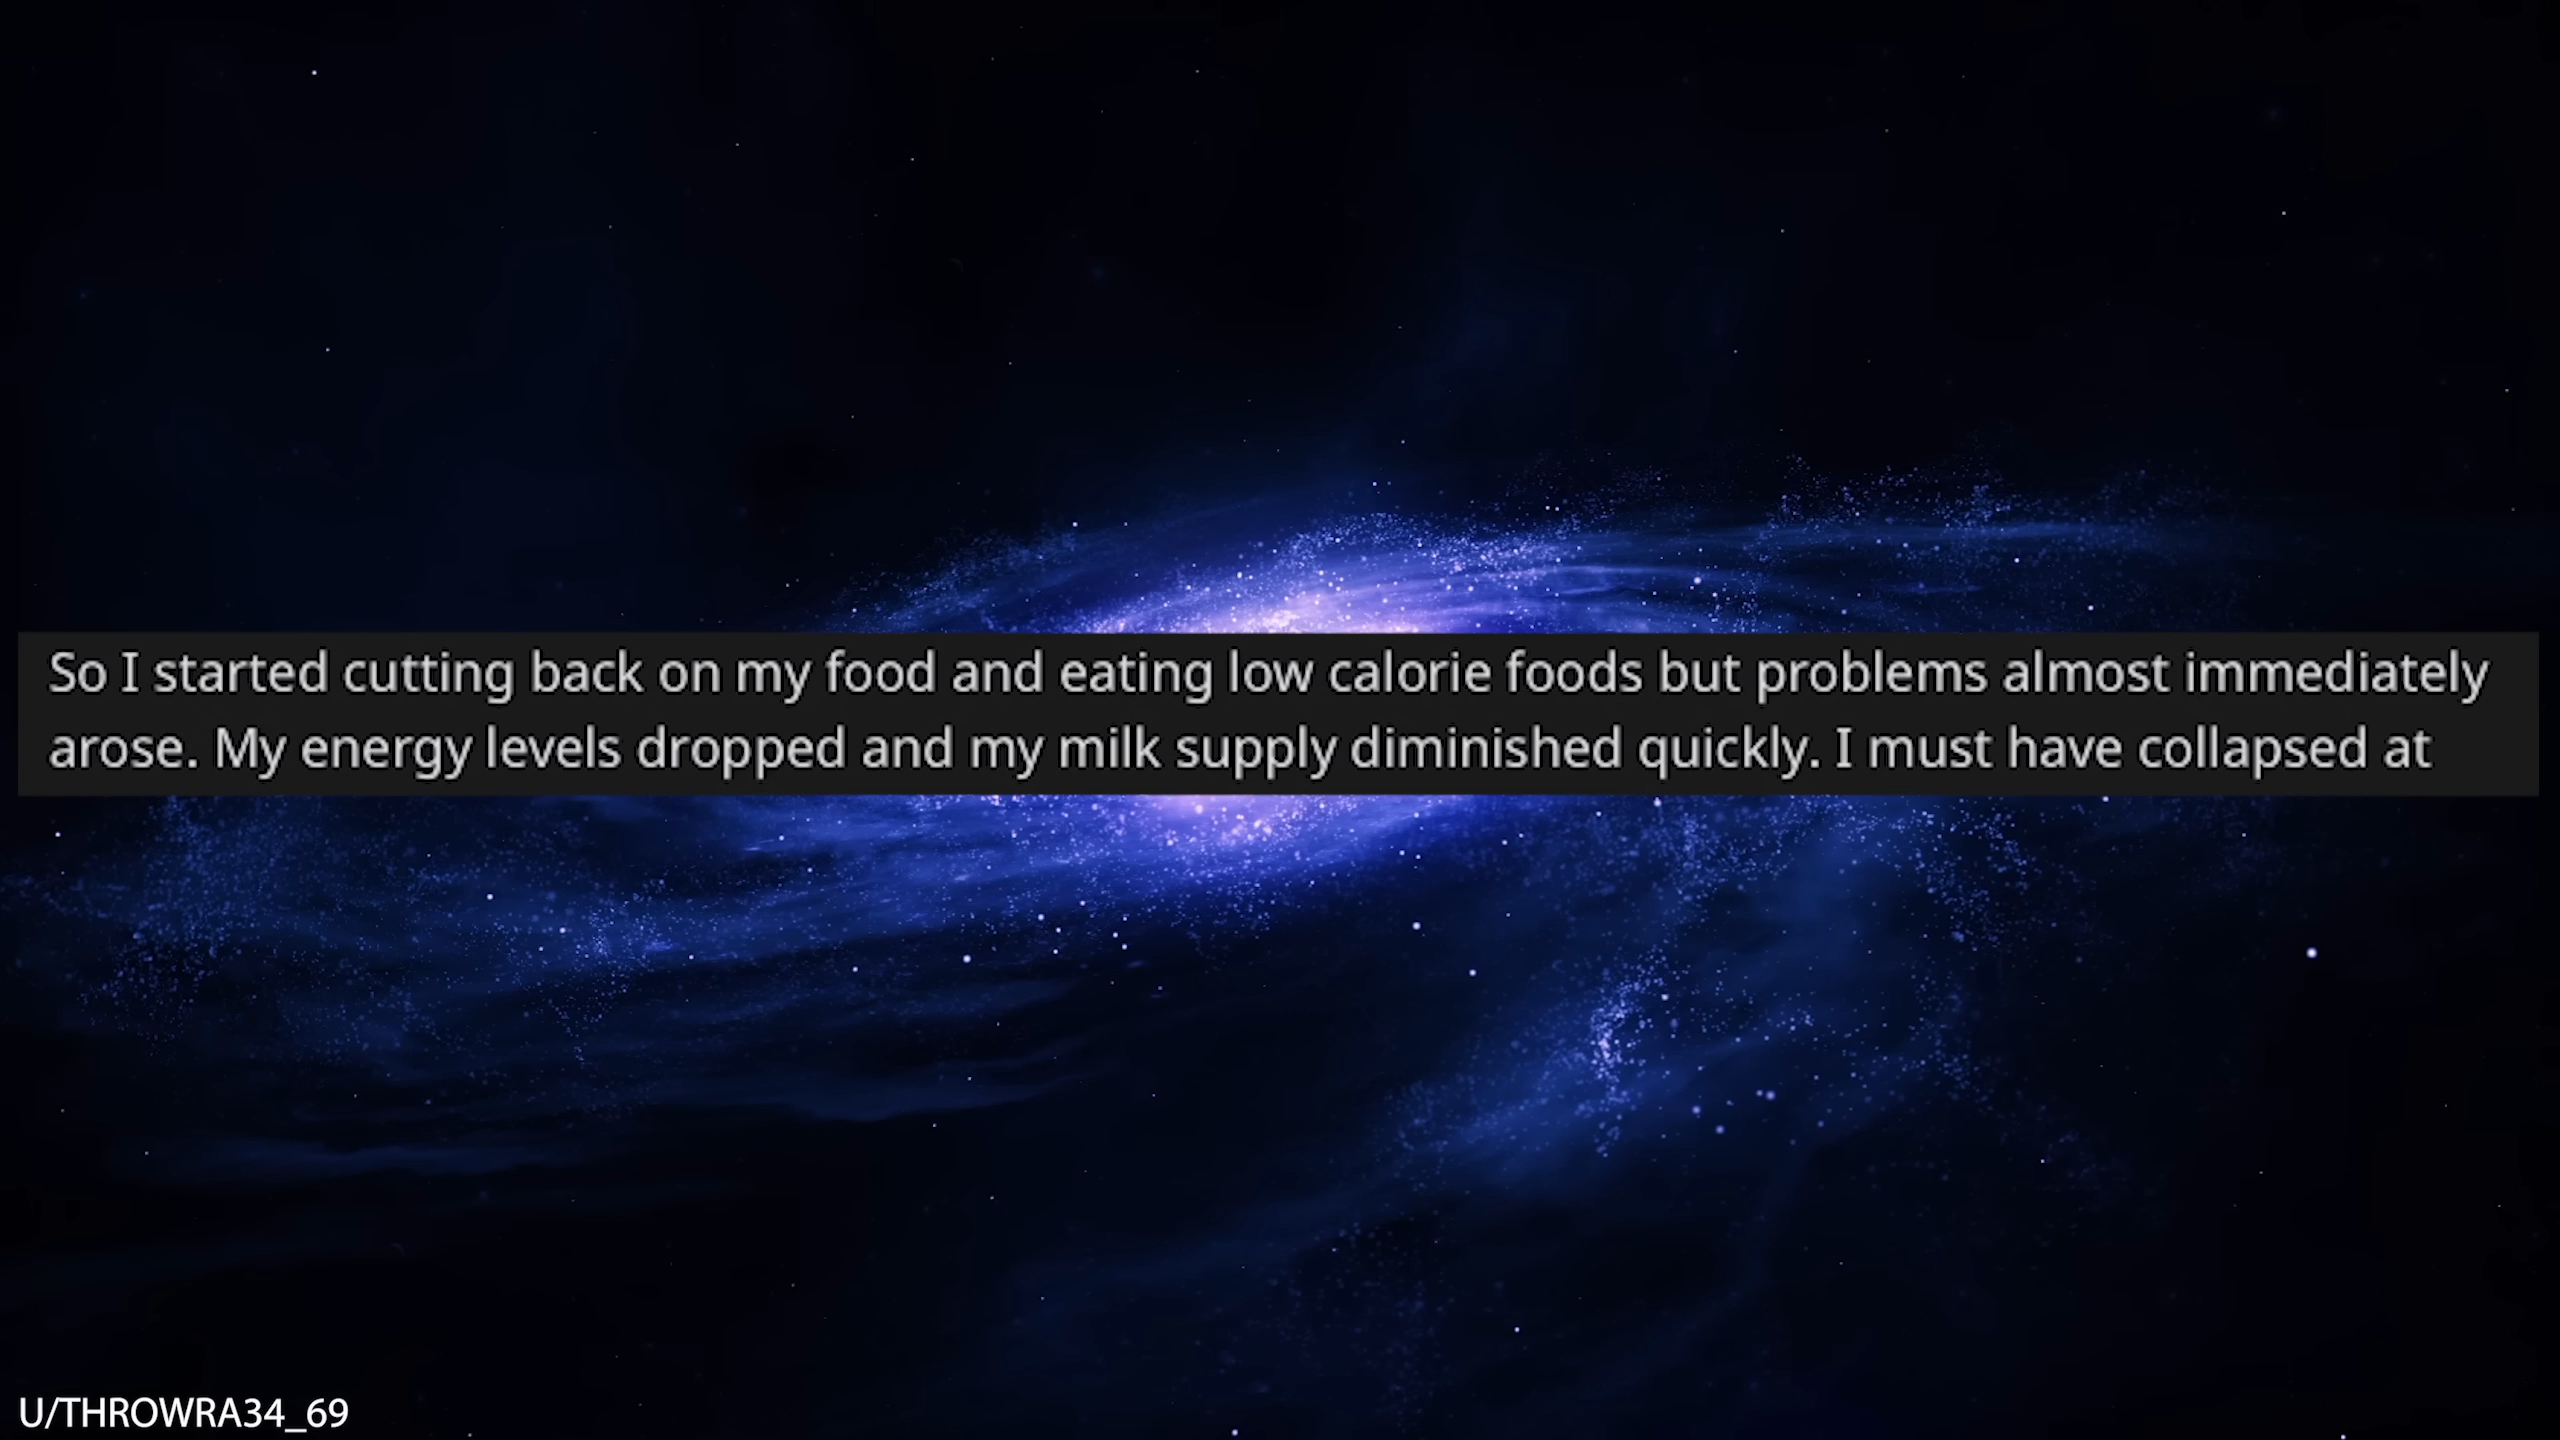 So I started cutting back on my food and eating low calorie foods but problems almost immediately
arose. My energy levels dropped and my milk supply diminished quickly. I must have collapsed at
U/THROWRA34_69